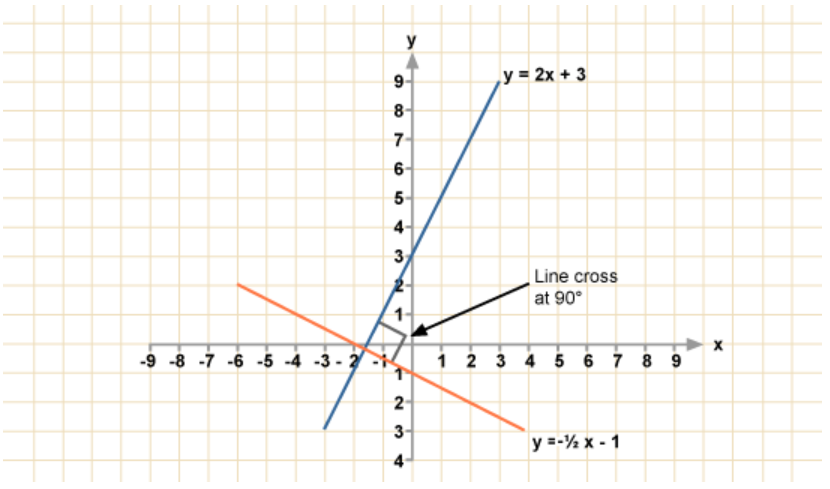 y
y = 2x + 3
9
8
7
6
5
4
3
2
1
Line cross
at 90°
x
-9 -8 -7 -6 -5 -4 -3 - 2 -1 1 2 3 4 5 6 7 8 9
1
2
3
4
y =-½ x - 1